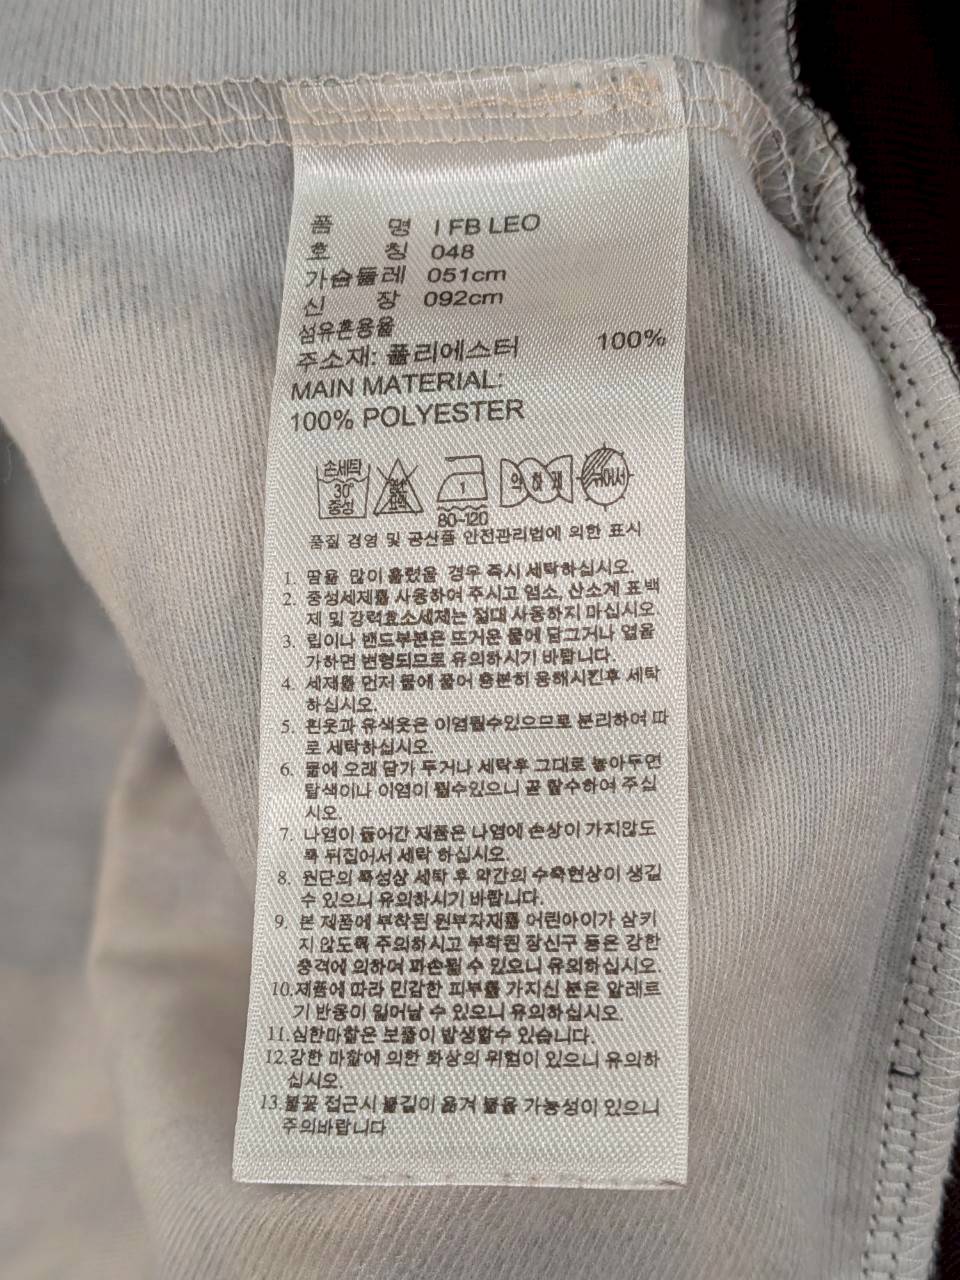 품 명 I FB LEO
호 칭 048
가슴둘레 051cm
신 장 092cm
섬유혼용율
주소재: 폴리에스터 100%
MAIN MATERIAL:
100% POLYESTER
손세탁 30° 중성 염소 표백 1 80~120 약하게 뉘어서
품질 경영 및 공산품 안전관리법에 의한 표시
1. 땀을 많이 흘렸을 경우 즉시 세탁하십시오.
2. 중성세제를 사용하여 주시고 염소, 산소계 표백
제 및 강력효소세제는 절대 사용하지 마십시오.
3. 립이나 밴드부분은 뜨거운 물에 담그거나 열을
가하면 변형되므로 유의하시기 바랍니다.
4. 세제를 먼저 물에 풀어 충분히 용해시킨후 세탁
하십시오.
5. 흰옷과 유색옷은 이염될수있으므로 분리하여 따
로 세탁하십시오.
6. 물에 오래 담가 두거나 세탁후 그대로 놓아두면
탈색이나 이염이 될수있으니 곧 탈수하여 주십
시오.
7. 나염이 들어간 제품은 나염에 손상이 가지않도
록 뒤집어서 세탁 하십시오.
8. 원단의 특성상 세탁 후 약간의 수축현상이 생길
수 있으니 유의하시기 바랍니다.
9. 본 제품에 부착된 원부자재를 어린아이가 삼키
지 않도록 주의하시고 부착된 장신구 등은 강한
충격에 의하여 파손될 수 있으니 유의하십시오.
10.제품에 따라 민감한 피부를 가지신 분은 알레르
기 반응이 일어날 수 있으니 유의하십시오.
11.심한마찰은 보풀이 발생할수 있습니다.
12.강한 마찰에 의한 화상의 위험이 있으니 유의하
십시오.
13.불꽃 접근시 불길이 옮겨 붙을 가능성이 있으니
주의바랍니다